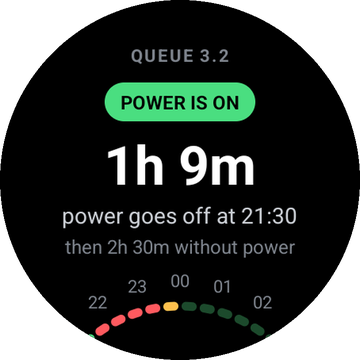 QUEUE 3.2
POWER IS ON
1h 9m
power goes off at 21:30
then 2h 30m without power
22 23 00 01 02